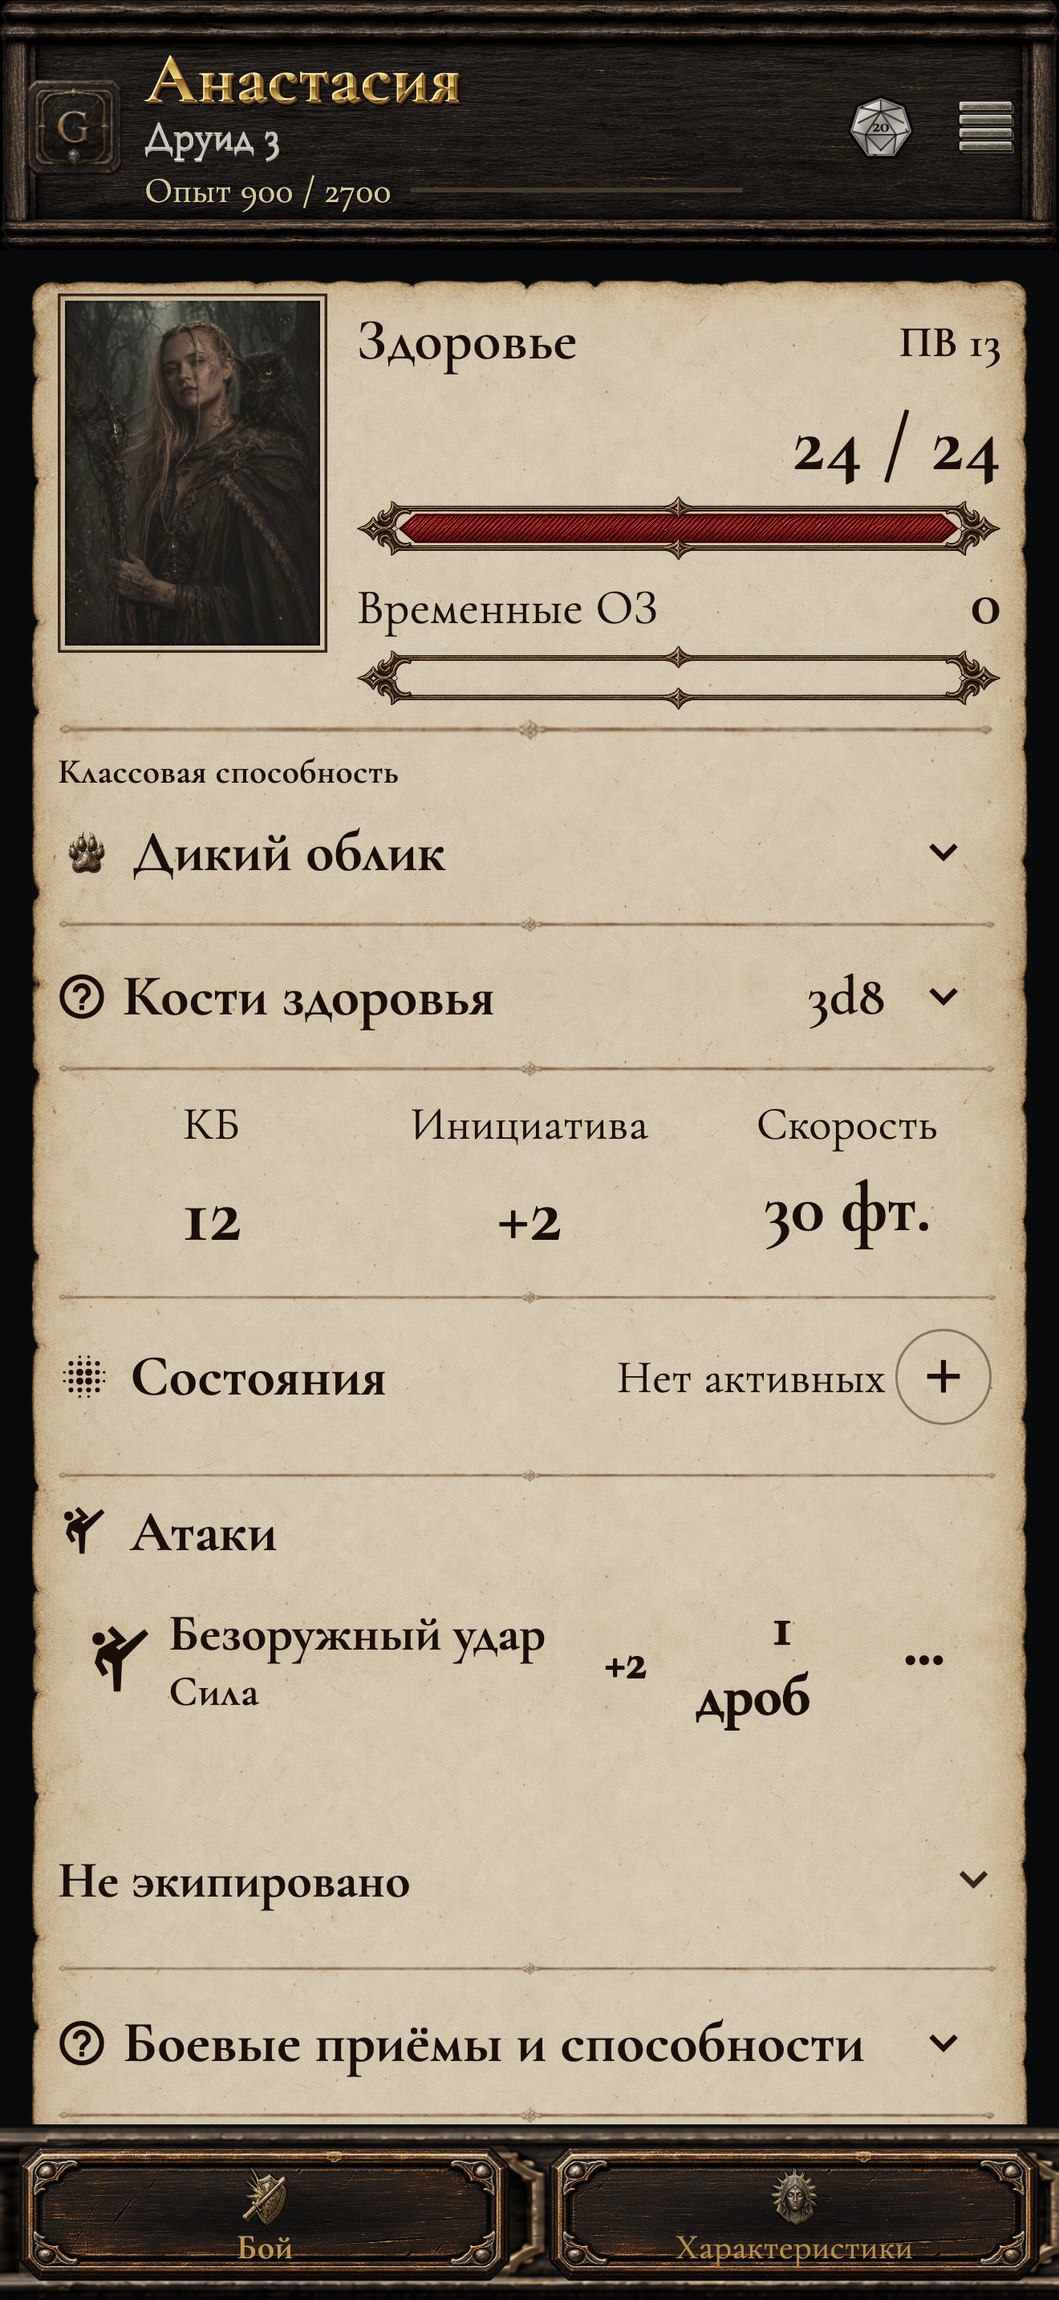 G
Анастасия
Друид 3
Опыт 900 / 2700
20
Здоровье ПВ 13
24 / 24
Временные ОЗ 0
Классовая способность
Дикий облик
Кости здоровья 3d8
КБ Инициатива Скорость
12 +2 30 фт.
Состояния Нет активных +
Атаки
Безоружный удар
Сила
+2
1
дроб
Не экипировано
Боевые приёмы и способности
Бой Характеристики